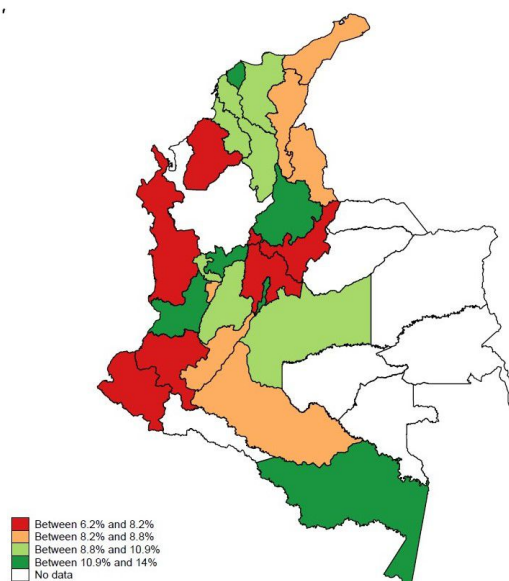 Between 6.2% and 8.2%
Between 8.2% and 8.8%
Between 8.8% and 10.9%
Between 10.9% and 14%
No data